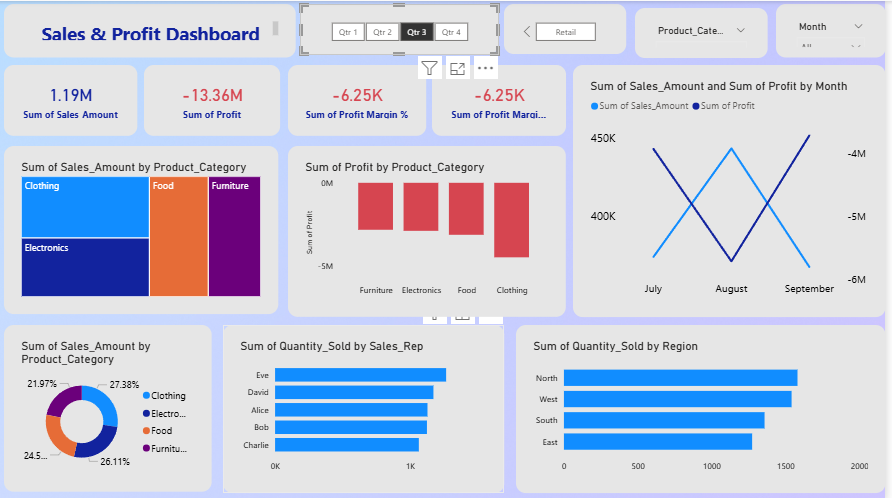 Sales & Profit Dashboard
Qtr 1 Qtr 2 Qtr 3 Qtr 4
Retail
Product_Cate...
Month
1.19M
Sum of Sales Amount
-13.36M
Sum of Profit
-6.25K
Sum of Profit Margin %
-6.25K
Sum of Profit Margi...
Sum of Sales_Amount and Sum of Profit by Month
Sum of Sales_Amount Sum of Profit
450K
400K
-4M
-5M
-6M
July August September
Sum of Sales_Amount by Product_Category
Clothing
Electronics
Food
Furniture
Sum of Profit by Product_Category
Sum of Profit
0M
-5M
Furniture Electronics Food Clothing
Sum of Sales_Amount by
Product_Category
21.97%
27.38%
24.5...
26.11%
Clothing
Electro...
Food
Furnitu...
Sum of Quantity_Sold by Sales_Rep
Eve
David
Alice
Bob
Charlie
0K 1K
Sum of Quantity_Sold by Region
North
West
South
East
0 500 1000 1500 2000